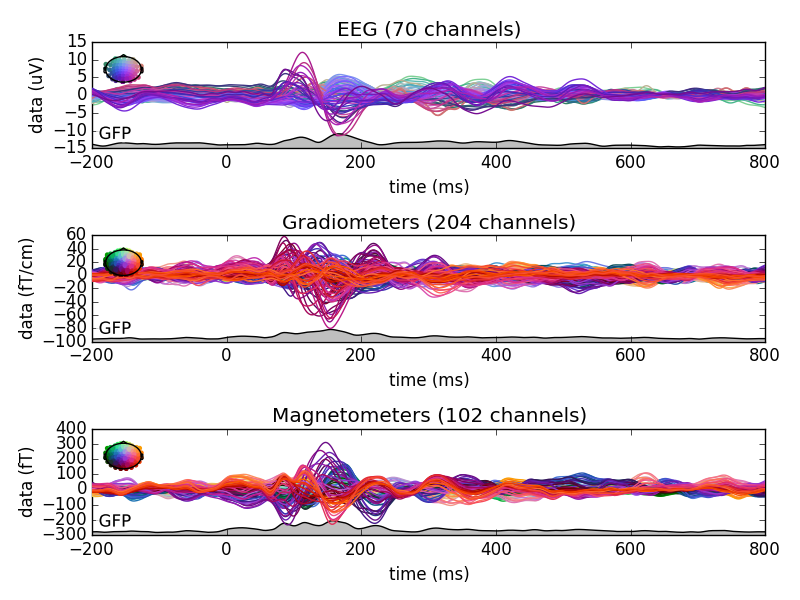 EEG (70 channels)
15
10
5
0
−5
−10
−15
data (uV)
GFP
−200 0 200 400 600 800
time (ms)
Gradiometers (204 channels)
60
40
20
0
−20
−40
−60
−80
−100
data (fT/cm)
GFP
−200 0 200 400 600 800
time (ms)
Magnetometers (102 channels)
400
300
200
100
0
−100
−200
−300
data (fT)
GFP
−200 0 200 400 600 800
time (ms)